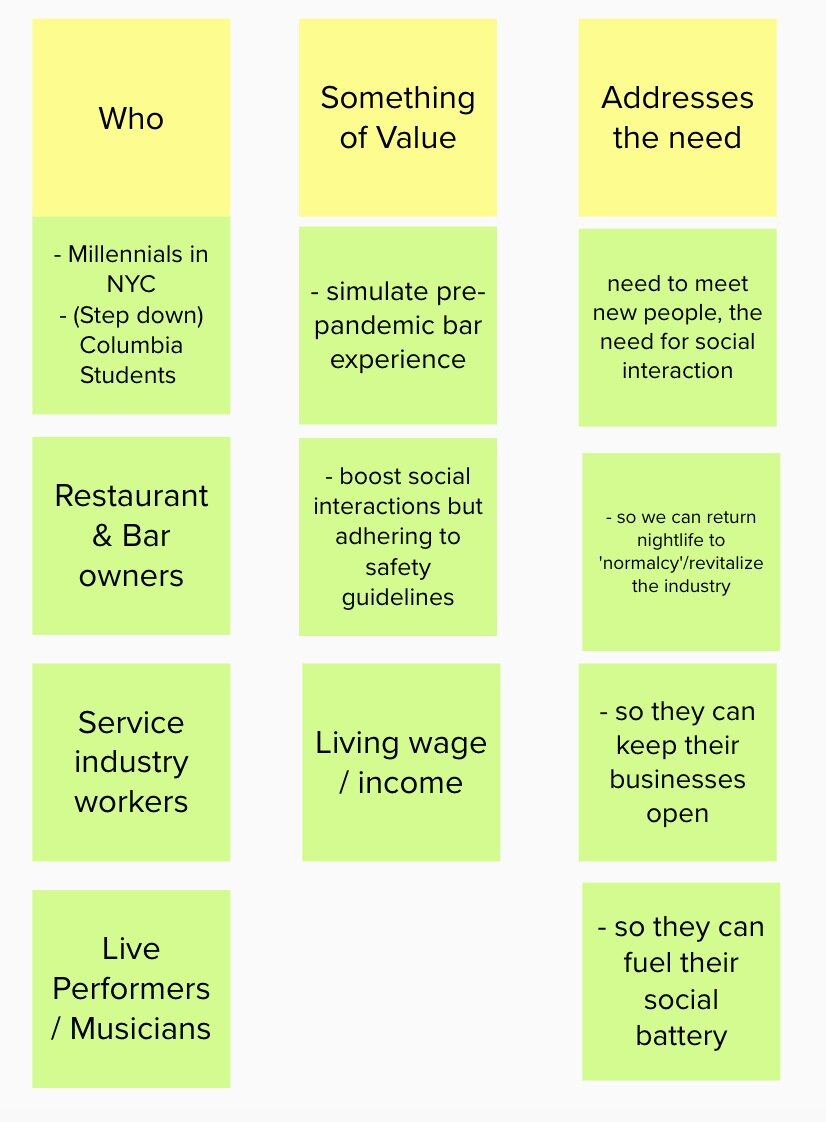 Who
Something
of Value
Addresses
the need
- Millennials in
NYC
- (Step down)
Columbia
Students
- simulate pre-
pandemic bar
experience
need to meet
new people, the
need for social
interaction
Restaurant
& Bar
owners
- boost social
interactions but
adhering to
safety
guidelines
- so we can return
nightlife to
'normalcy'/revitalize
the industry
Service
industry
workers
Living wage
/ income
- so they can
keep their
businesses
open
Live
Performers
/ Musicians
- so they can
fuel their
social
battery